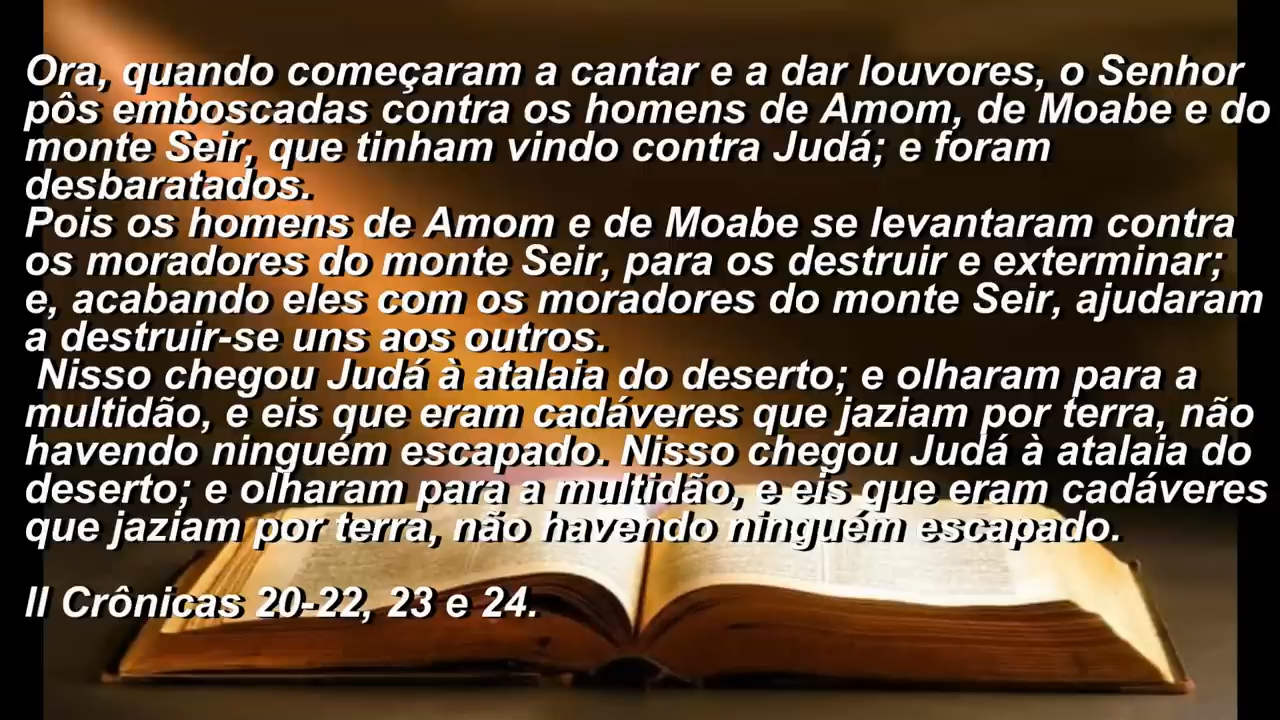 Ora, quando começaram a cantar e a dar louvores, o Senhor
pôs emboscadas contra os homens de Amom, de Moabe e do
monte Seir, que tinham vindo contra Judá; e foram
desbaratados.
Pois os homens de Amom e de Moabe se levantaram contra
os moradores do monte Seir, para os destruir e exterminar;
e, acabando eles com os moradores do monte Seir, ajudaram
a destruir-se uns aos outros.
Nisso chegou Judá à atalaia do deserto; e olharam para a
multidão, e eis que eram cadáveres que jaziam por terra, não
havendo ninguém escapado. Nisso chegou Judá à atalaia do
deserto; e olharam para a multidão, e eis que eram cadáveres
que jaziam por terra, não havendo ninguém escapado.
II Crônicas 20-22, 23 e 24.